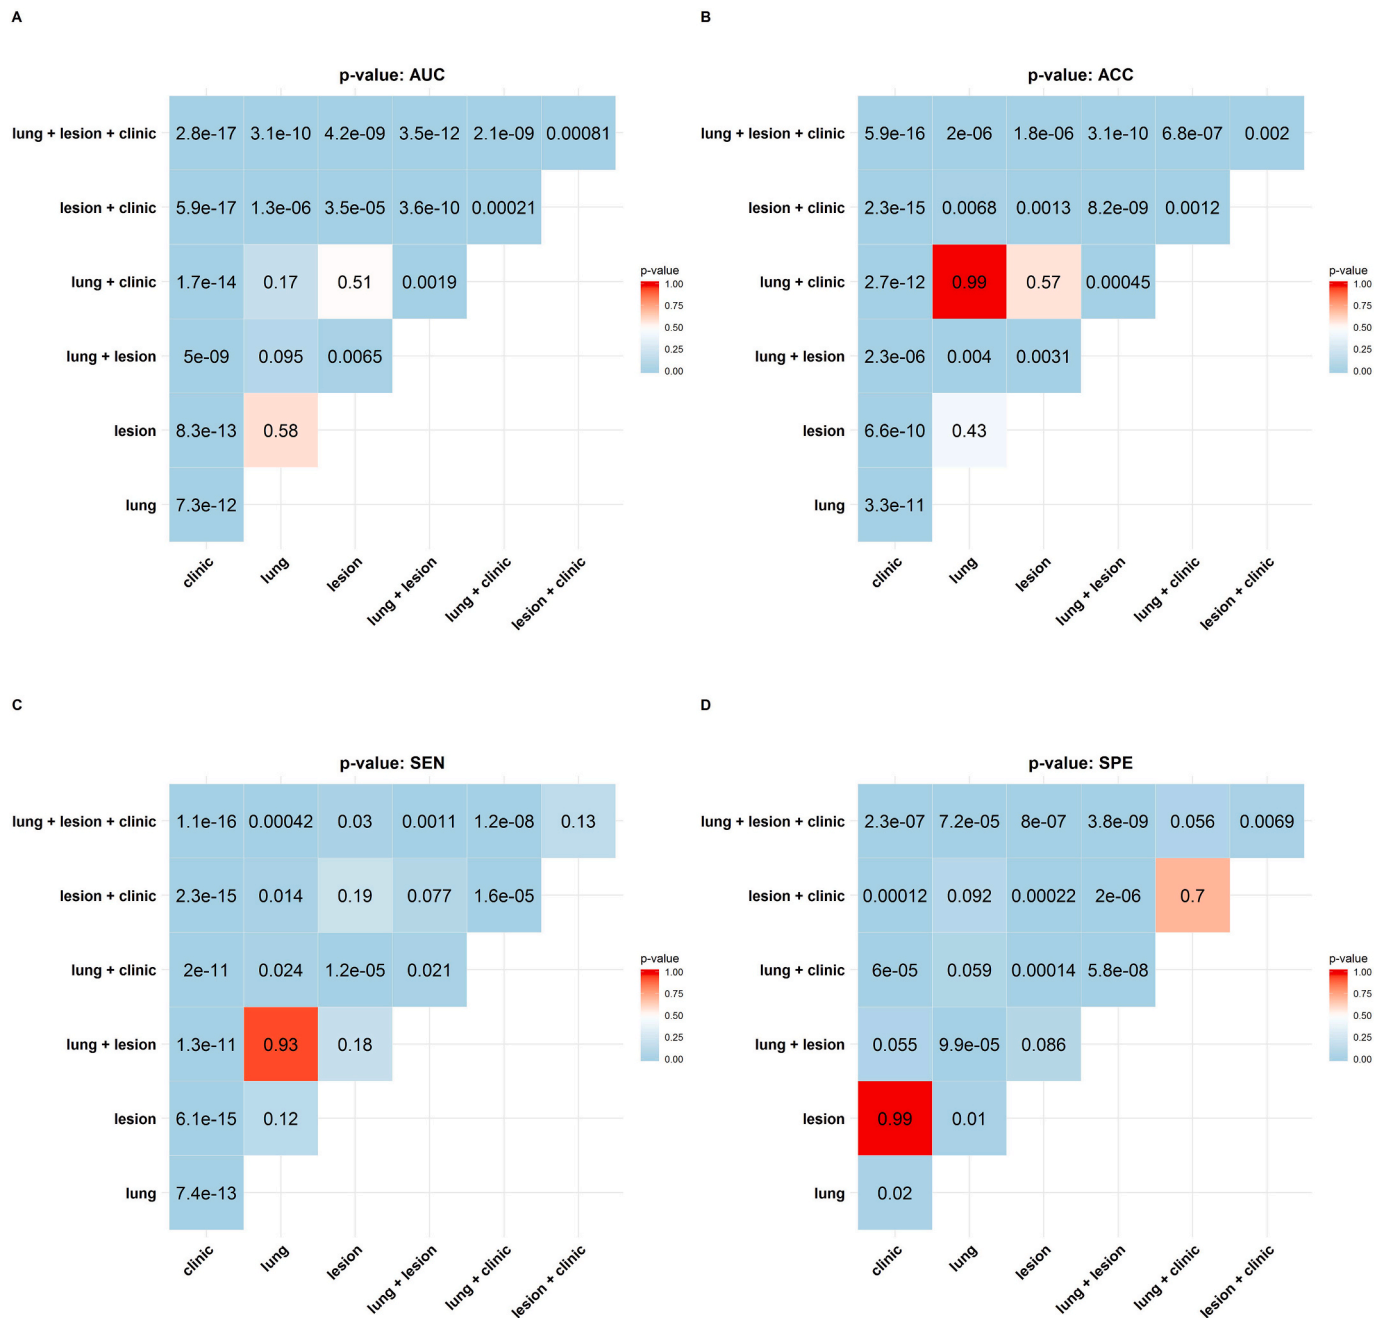 A
p-value: AUC
lung + lesion + clinic 2.8e-17 3.1e-10 4.2e-09 3.5e-12 2.1e-09 0.00081
lesion + clinic 5.9e-17 1.3e-06 3.5e-05 3.6e-10 0.00021
lung + clinic 1.7e-14 0.17 0.51 0.0019
lung + lesion 5e-09 0.095 0.0065
lesion 8.3e-13 0.58
lung 7.3e-12
clinic lung lesion lung + lesion lung + clinic lesion + clinic
p-value
1.00
0.75
0.50
0.25
0.00
B
p-value: ACC
lung + lesion + clinic 5.9e-16 2e-06 1.8e-06 3.1e-10 6.8e-07 0.002
lesion + clinic 2.3e-15 0.0068 0.0013 8.2e-09 0.0012
lung + clinic 2.7e-12 0.99 0.57 0.00045
lung + lesion 2.3e-06 0.004 0.0031
lesion 6.6e-10 0.43
lung 3.3e-11
clinic lung lesion lung + lesion lung + clinic lesion + clinic
p-value
1.00
0.75
0.50
0.25
0.00
C
p-value: SEN
lung + lesion + clinic 1.1e-16 0.00042 0.03 0.0011 1.2e-08 0.13
lesion + clinic 2.3e-15 0.014 0.19 0.077 1.6e-05
lung + clinic 2e-11 0.024 1.2e-05 0.021
lung + lesion 1.3e-11 0.93 0.18
lesion 6.1e-15 0.12
lung 7.4e-13
clinic lung lesion lung + lesion lung + clinic lesion + clinic
p-value
1.00
0.75
0.50
0.25
0.00
D
p-value: SPE
lung + lesion + clinic 2.3e-07 7.2e-05 8e-07 3.8e-09 0.056 0.0069
lesion + clinic 0.00012 0.092 0.00022 2e-06 0.7
lung + clinic 6e-05 0.059 0.00014 5.8e-08
lung + lesion 0.055 9.9e-05 0.086
lesion 0.99 0.01
lung 0.02
clinic lung lesion lung + lesion lung + clinic lesion + clinic
p-value
1.00
0.75
0.50
0.25
0.00